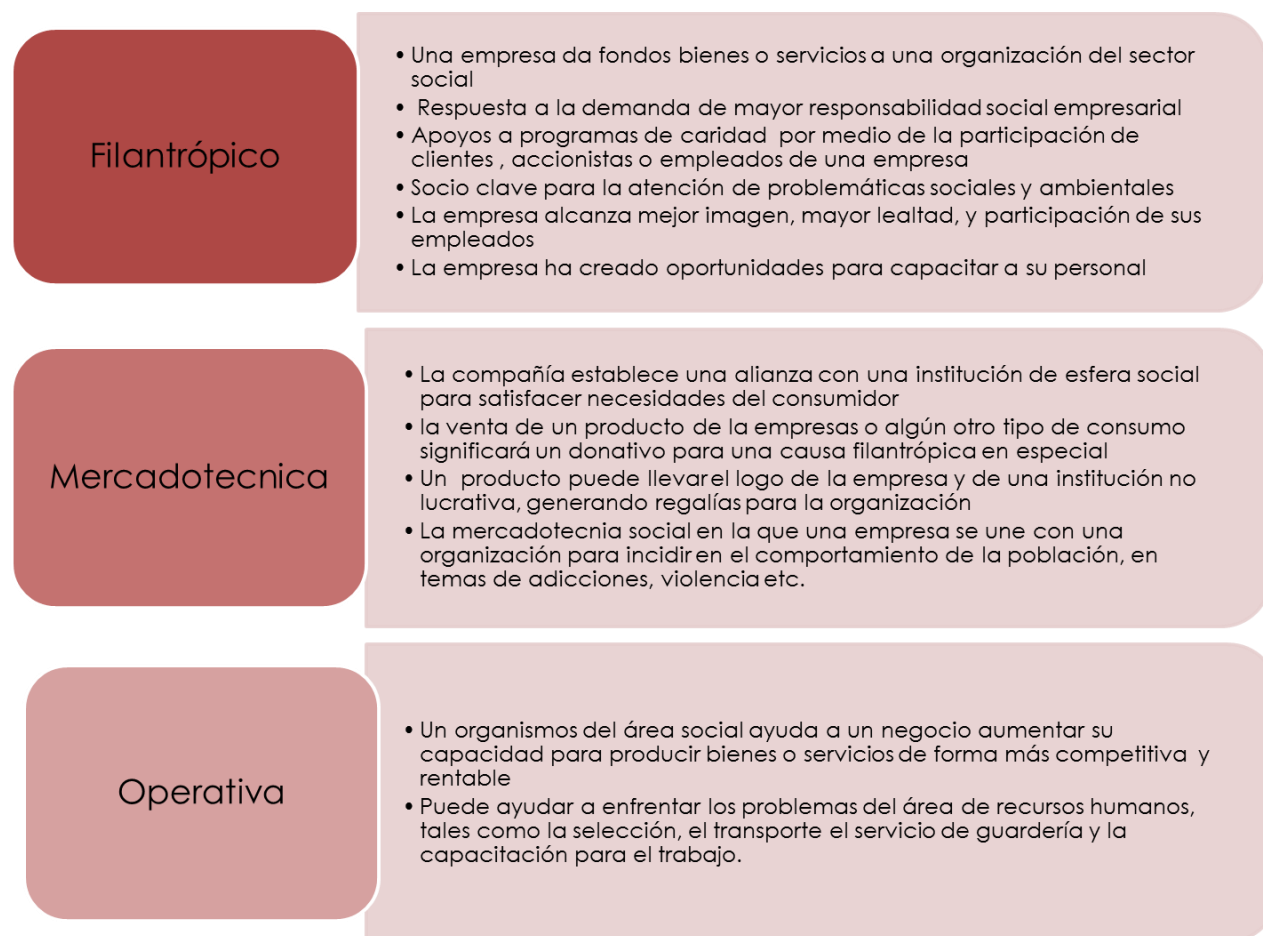 Filantrópico
• Una empresa da fondos bienes o servicios a una organización del sector
social
• Respuesta a la demanda de mayor responsabilidad social empresarial
• Apoyos a programas de caridad por medio de la participación de
clientes , accionistas o empleados de una empresa
• Socio clave para la atención de problemáticas sociales y ambientales
• La empresa alcanza mejor imagen, mayor lealtad, y participación de sus
empleados
• La empresa ha creado oportunidades para capacitar a su personal
Mercadotecnica
• La compañía establece una alianza con una institución de esfera social
para satisfacer necesidades del consumidor
• la venta de un producto de la empresas o algún otro tipo de consumo
significará un donativo para una causa filantrópica en especial
• Un producto puede llevar el logo de la empresa y de una institución no
lucrativa, generando regalías para la organización
• La mercadotecnia social en la que una empresa se une con una
organización para incidir en el comportamiento de la población, en
temas de adicciones, violencia etc.
Operativa
• Un organismos del área social ayuda a un negocio aumentar su
capacidad para producir bienes o servicios de forma más competitiva y
rentable
• Puede ayudar a enfrentar los problemas del área de recursos humanos,
tales como la selección, el transporte el servicio de guardería y la
capacitación para el trabajo.